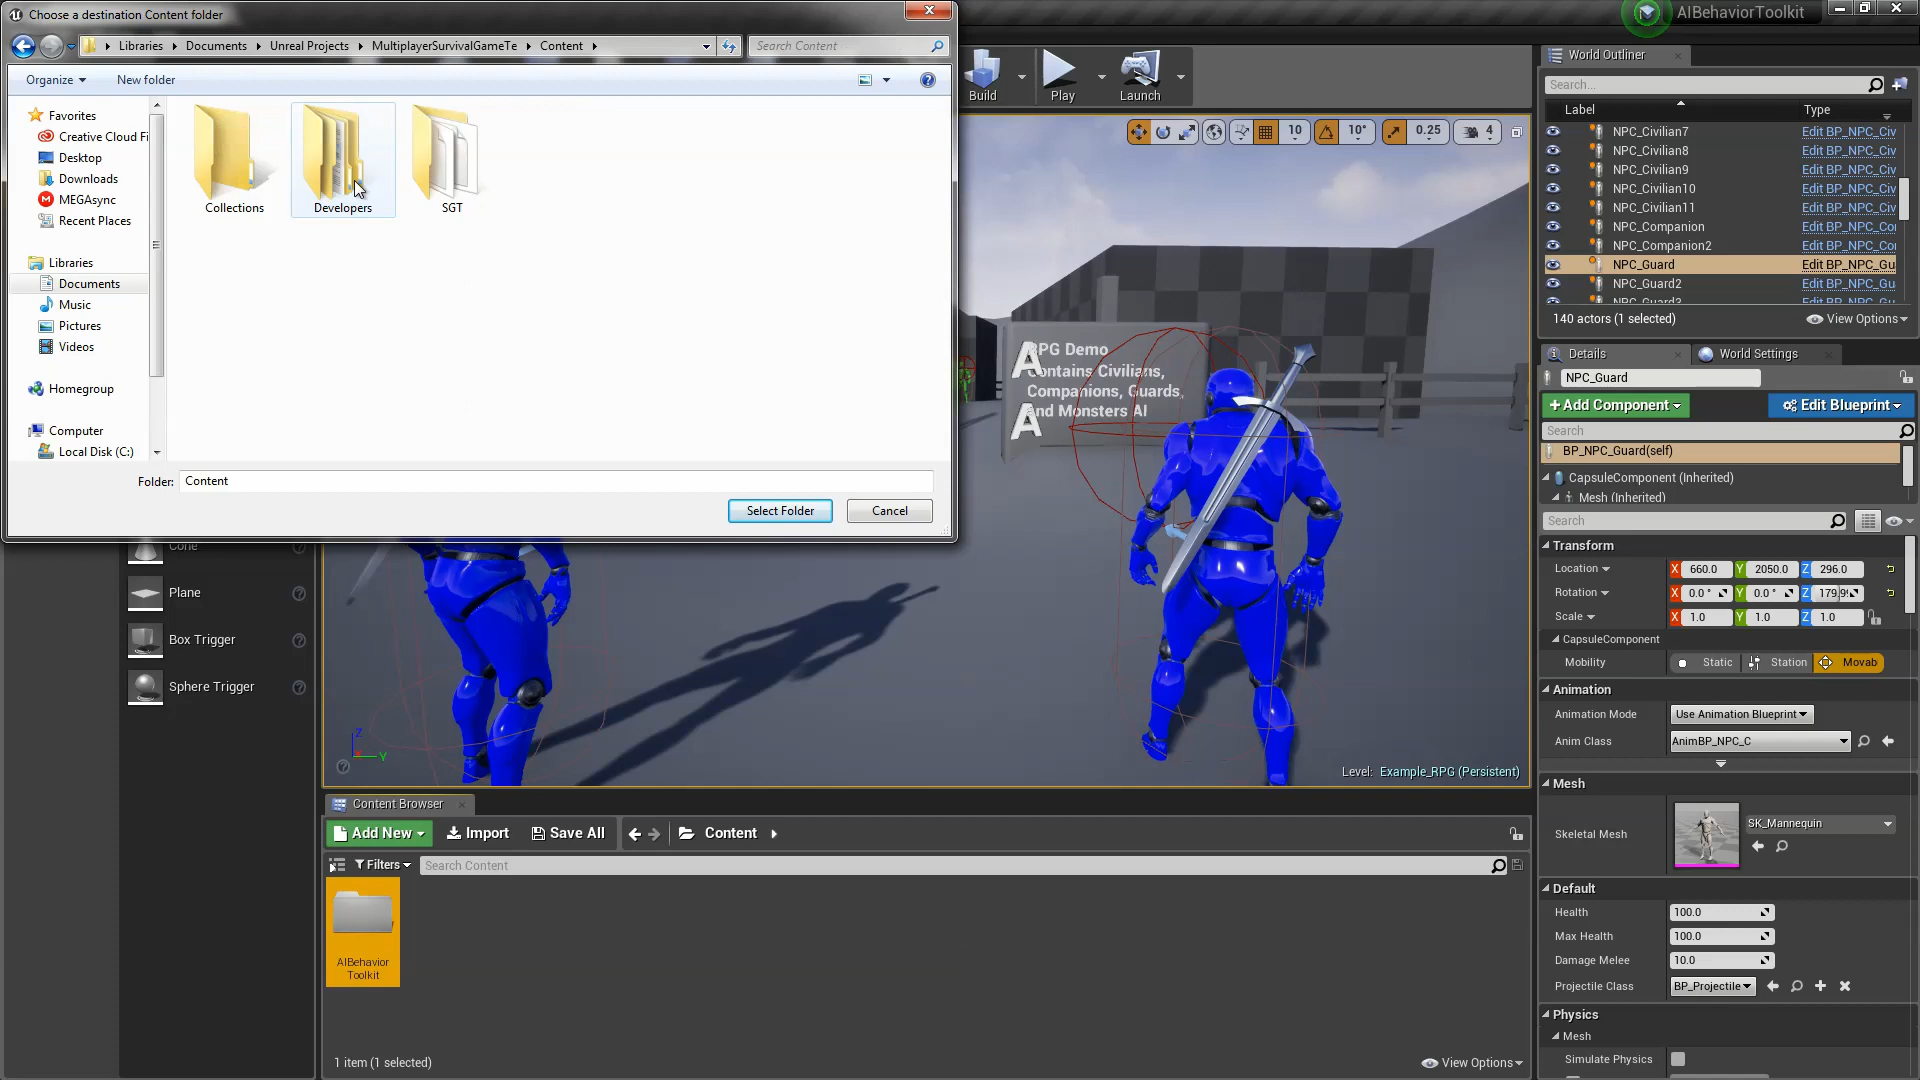 Choose a destination Content folder
AIBehaviorToolkit
Libraries
Documents
Unreal Projects
MultiplayerSurvivalGameTe
Content
Search Content
Organize
New folder
Favorites
Creative Cloud Fi
Desktop
Downloads
MEGAsync
Recent Places
Libraries
Documents
Music
Pictures
Videos
Homegroup
Computer
Local Disk (C:)
Collections
Developers
SGT
Folder:
Content
Select Folder
Cancel
Cone
Plane
Box Trigger
Sphere Trigger
Build
Play
Launch
10
10°
0.25
4
RPG Demo
Contains Civilians,
Companions, Guards,
and Monsters AI
A
A
Z
Y
Level: Example_RPG (Persistent)
Content Browser
Add New
Import
Save All
Content
Filters
Search Content
AIBehavior
Toolkit
1 item (1 selected)
View Options
World Outliner
Search...
Label
Type
NPC_Civilian7 Edit BP_NPC_Civ
NPC_Civilian8 Edit BP_NPC_Civ
NPC_Civilian9 Edit BP_NPC_Civ
NPC_Civilian10 Edit BP_NPC_Civ
NPC_Civilian11 Edit BP_NPC_Civ
NPC_Companion Edit BP_NPC_Coi
NPC_Companion2 Edit BP_NPC_Coi
NPC_Guard Edit BP_NPC_Gu
NPC_Guard2 Edit BP_NPC_Gu
NPC_Guard3 Edit BP_NPC_Gu
140 actors (1 selected)
View Options
Details
World Settings
NPC_Guard
+Add Component
Edit Blueprint
Search
BP_NPC_Guard(self)
CapsuleComponent (Inherited)
Mesh (Inherited)
Search
Transform
Location X 660.0 Y 2050.0 Z 296.0
Rotation X 0.0 ° Y 0.0 ° Z 179.9
Scale X 1.0 Y 1.0 Z 1.0
CapsuleComponent
Mobility Static Station Movab
Animation
Animation Mode Use Animation Blueprint
Anim Class AnimBP_NPC_C
Mesh
Skeletal Mesh SK_Mannequin
Default
Health 100.0
Max Health 100.0
Damage Melee 10.0
Projectile Class BP_Projectile
Physics
Mesh
Simulate Physics